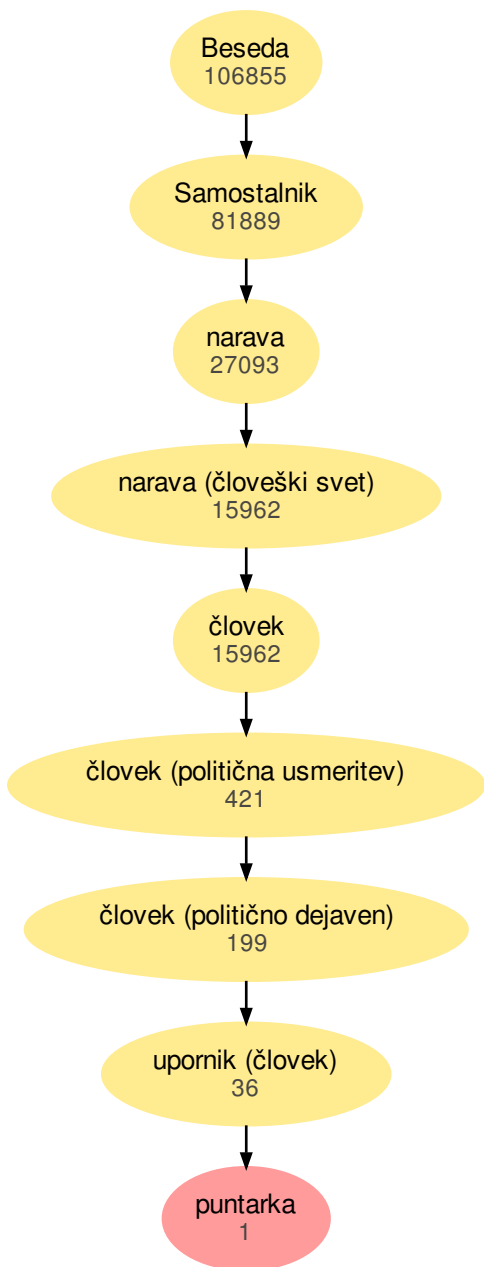 Beseda
106855
Samostalnik
81889
narava
27093
narava (človeški svet)
15962
človek
15962
človek (politična usmeritev)
421
človek (politično dejaven)
199
upornik (človek)
36
puntarka
1